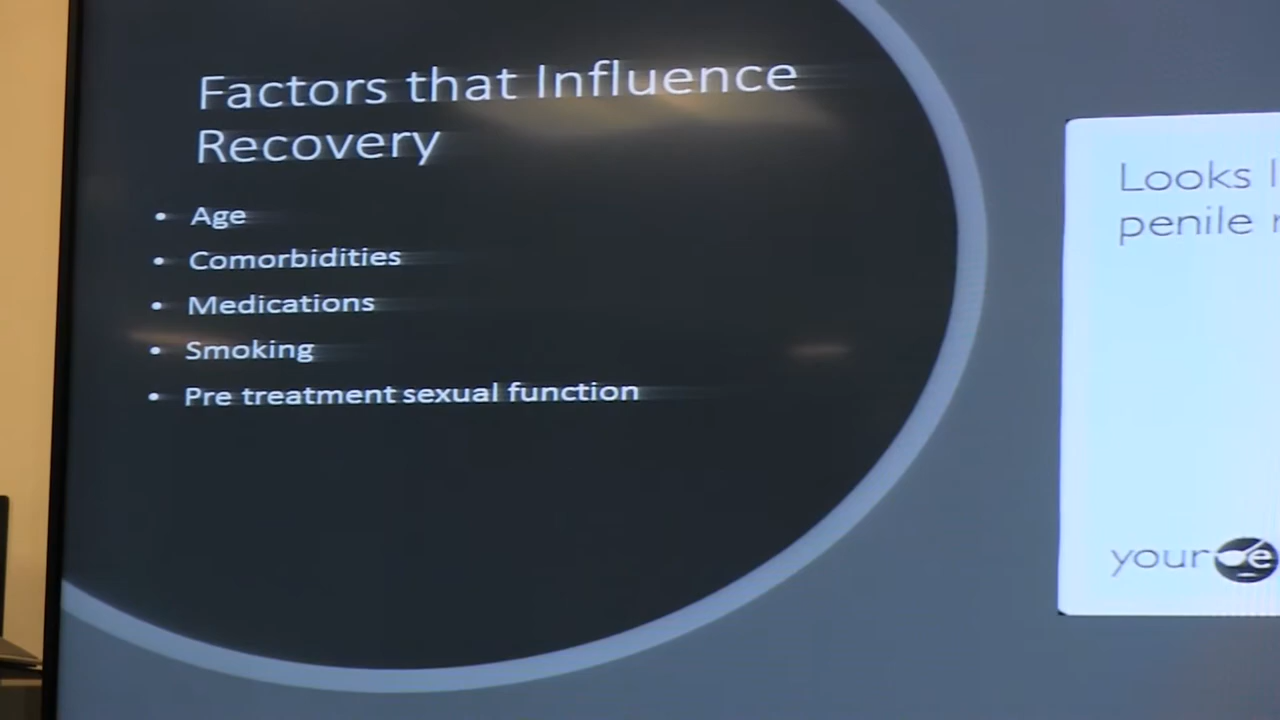 Factors that Influence
Recovery
• Age
• Comorbidities
• Medications
• Smoking
• Pre treatment sexual function
Looks
penile
your e